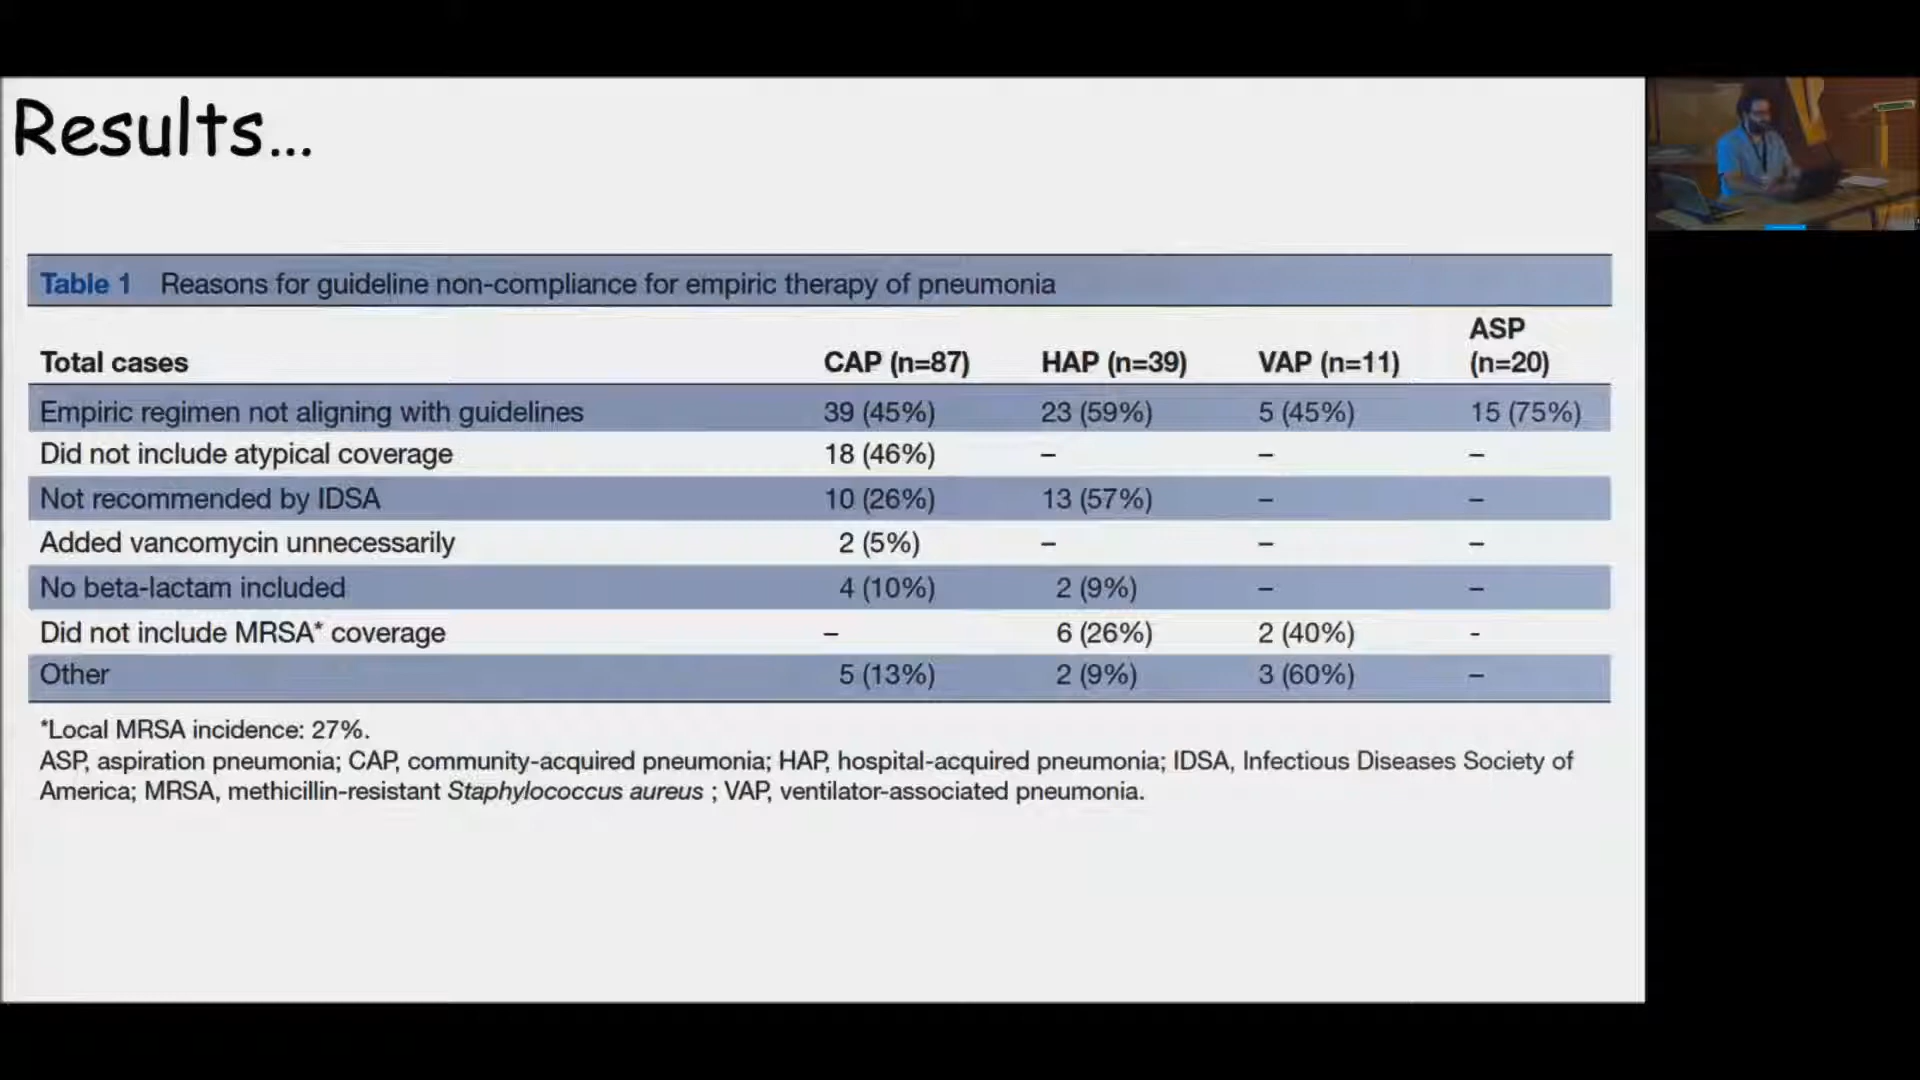 Results...
Table 1 Reasons for guideline non-compliance for empiric therapy of pneumonia
Total cases CAP (n=87) HAP (n=39) VAP (n=11) ASP (n=20)
Empiric regimen not aligning with guidelines 39 (45%) 23 (59%) 5 (45%) 15 (75%)
Did not include atypical coverage 18 (46%) – – –
Not recommended by IDSA 10 (26%) 13 (57%) – –
Added vancomycin unnecessarily 2 (5%) – – –
No beta-lactam included 4 (10%) 2 (9%) – –
Did not include MRSA* coverage – 6 (26%) 2 (40%) -
Other 5 (13%) 2 (9%) 3 (60%) –
*Local MRSA incidence: 27%.
ASP, aspiration pneumonia; CAP, community-acquired pneumonia; HAP, hospital-acquired pneumonia; IDSA, Infectious Diseases Society of
America; MRSA, methicillin-resistant Staphylococcus aureus ; VAP, ventilator-associated pneumonia.